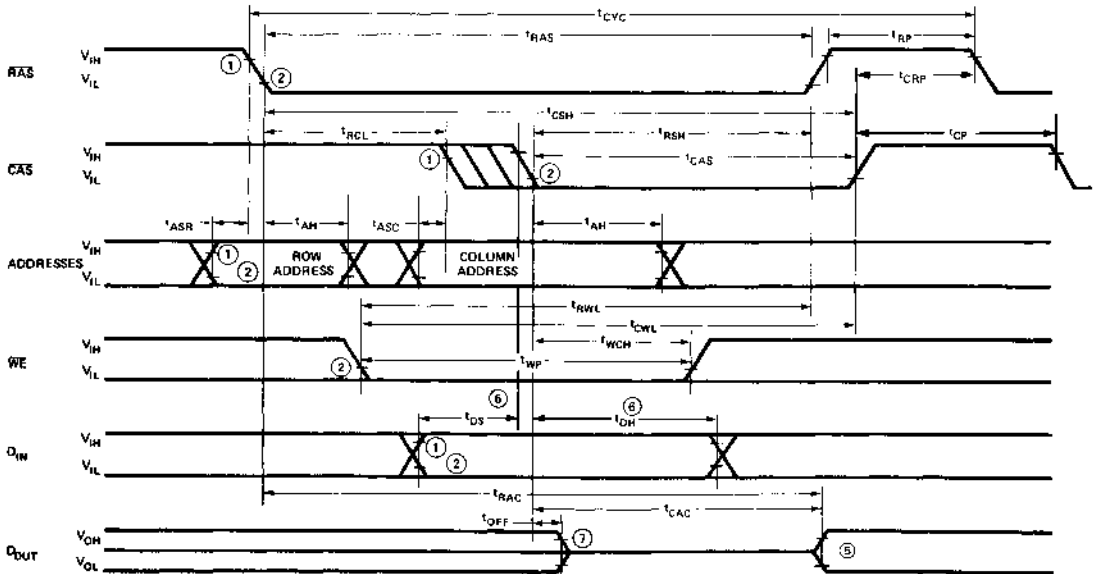 tCYC
tRAS
tRP
RAS
VIH
VIL
1
2
tCRP
tCSH
tRCL
tRSH
tCP
CAS
VIH
VIL
1
tCAS
2
tASR
tAH
tASC
tAH
ADDRESSES
VIH
VIL
1
2
ROW
ADDRESS
COLUMN
ADDRESS
tRWL
tCWL
WE
VIH
VIL
2
tWCH
tWP
6
6
tDS
tDH
DIN
VIH
VIL
1
2
tRAC
tCAC
tOFF
DOUT
VOH
VOL
7
5